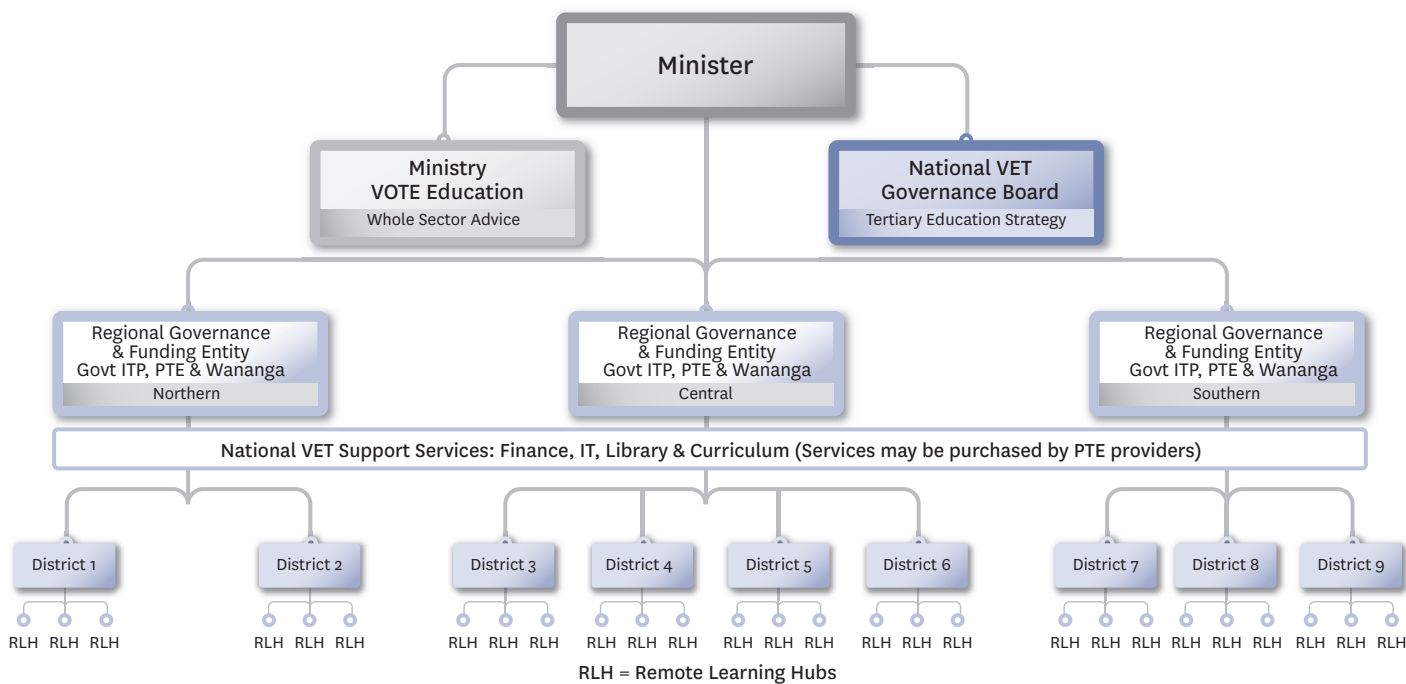 Minister
Ministry
VOTE Education
Whole Sector Advice
National VET
Governance Board
Tertiary Education Strategy
Regional Governance
& Funding Entity
Govt ITP, PTE & Wananga
Northern
Regional Governance
& Funding Entity
Govt ITP, PTE & Wananga
Central
Regional Governance
& Funding Entity
Govt ITP, PTE & Wananga
Southern
National VET Support Services: Finance, IT, Library & Curriculum (Services may be purchased by PTE providers)
District 1
District 2
District 3
District 4
District 5
District 6
District 7
District 8
District 9
RLH RLH RLH
RLH RLH RLH
RLH RLH RLH
RLH RLH RLH
RLH RLH RLH
RLH RLH RLH
RLH RLH RLH
RLH RLH RLH
RLH RLH RLH
RLH = Remote Learning Hubs